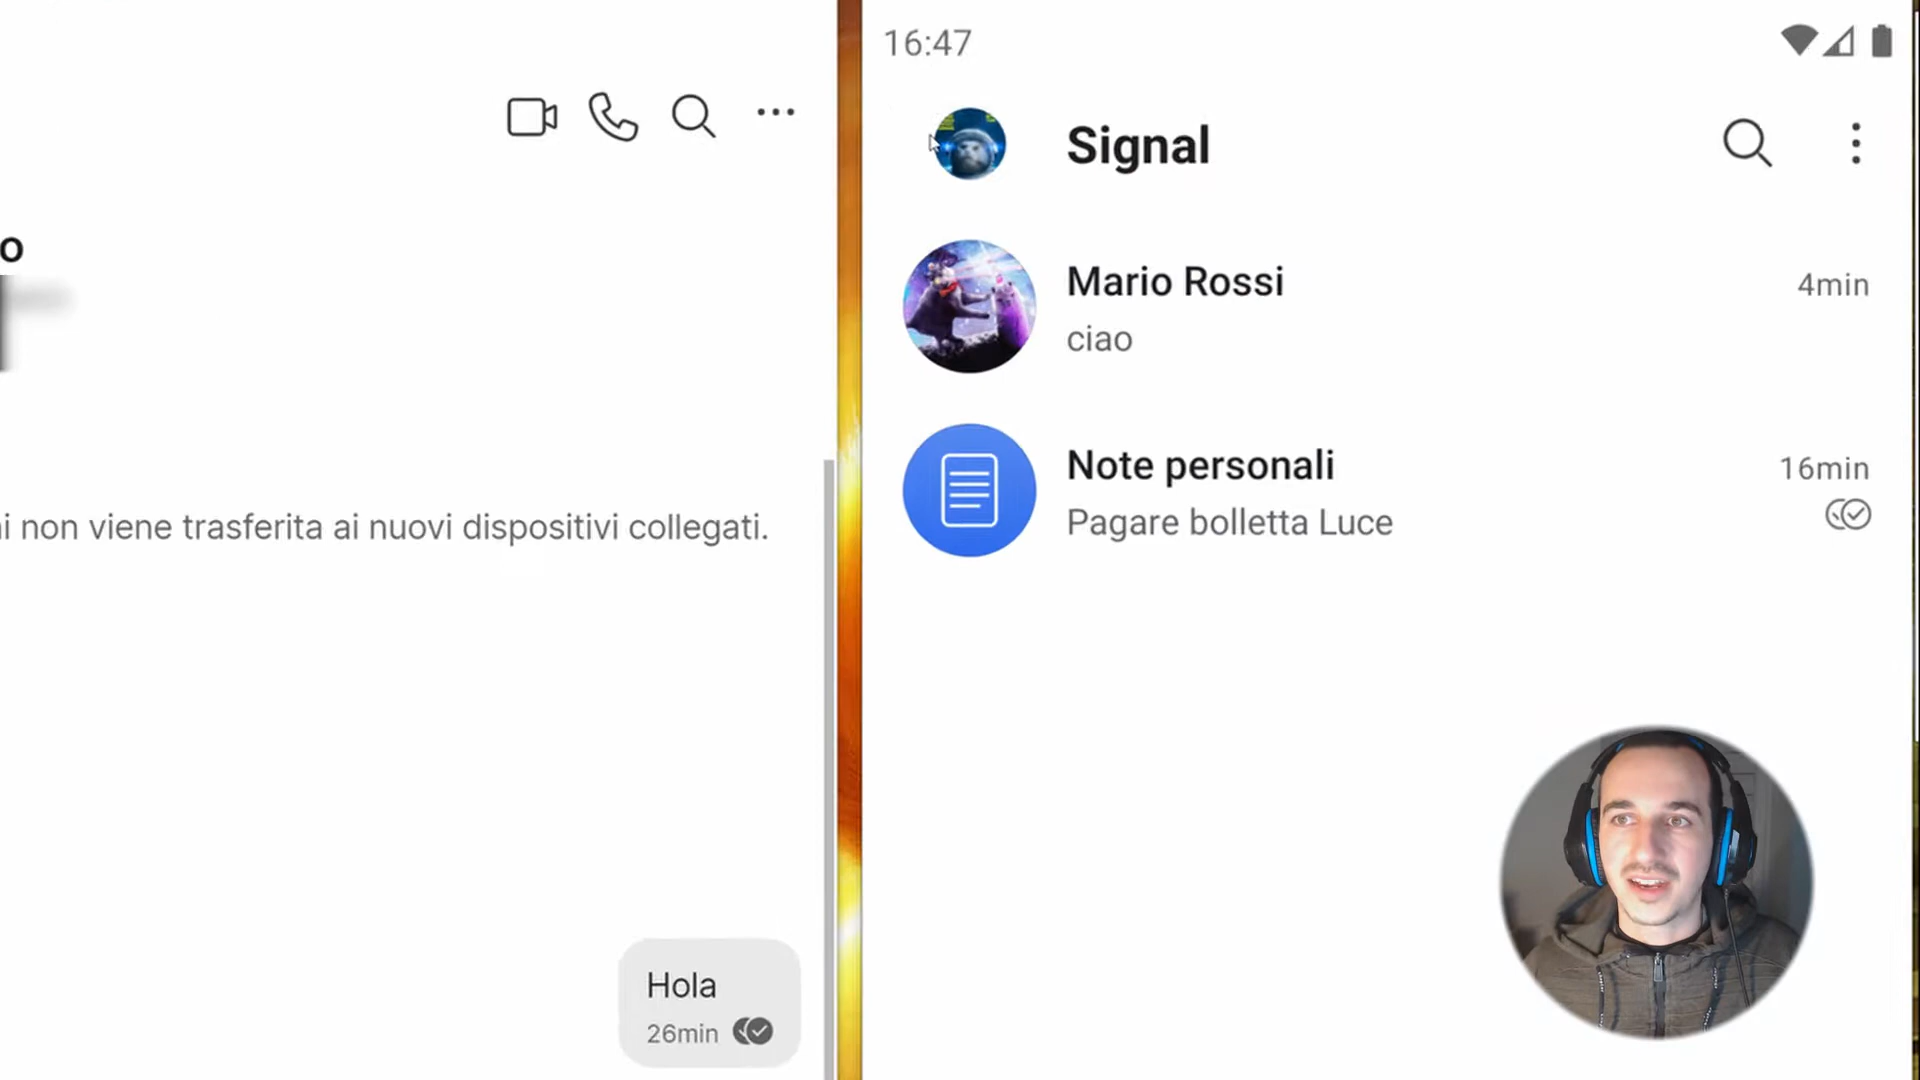 o
i non viene trasferita ai nuovi dispositivi collegati.
Hola
26min
16:47
Signal
Mario Rossi
4min
ciao
Note personali
16min
Pagare bolletta Luce